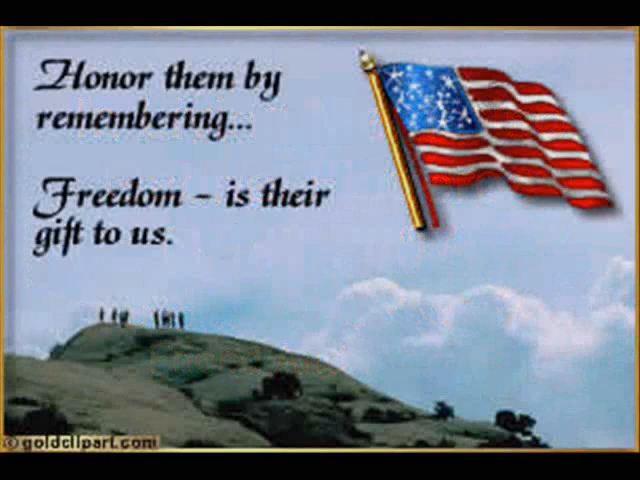 Honor them by
remembering...
Freedom – is their
gift to us.
© goldclipart.com